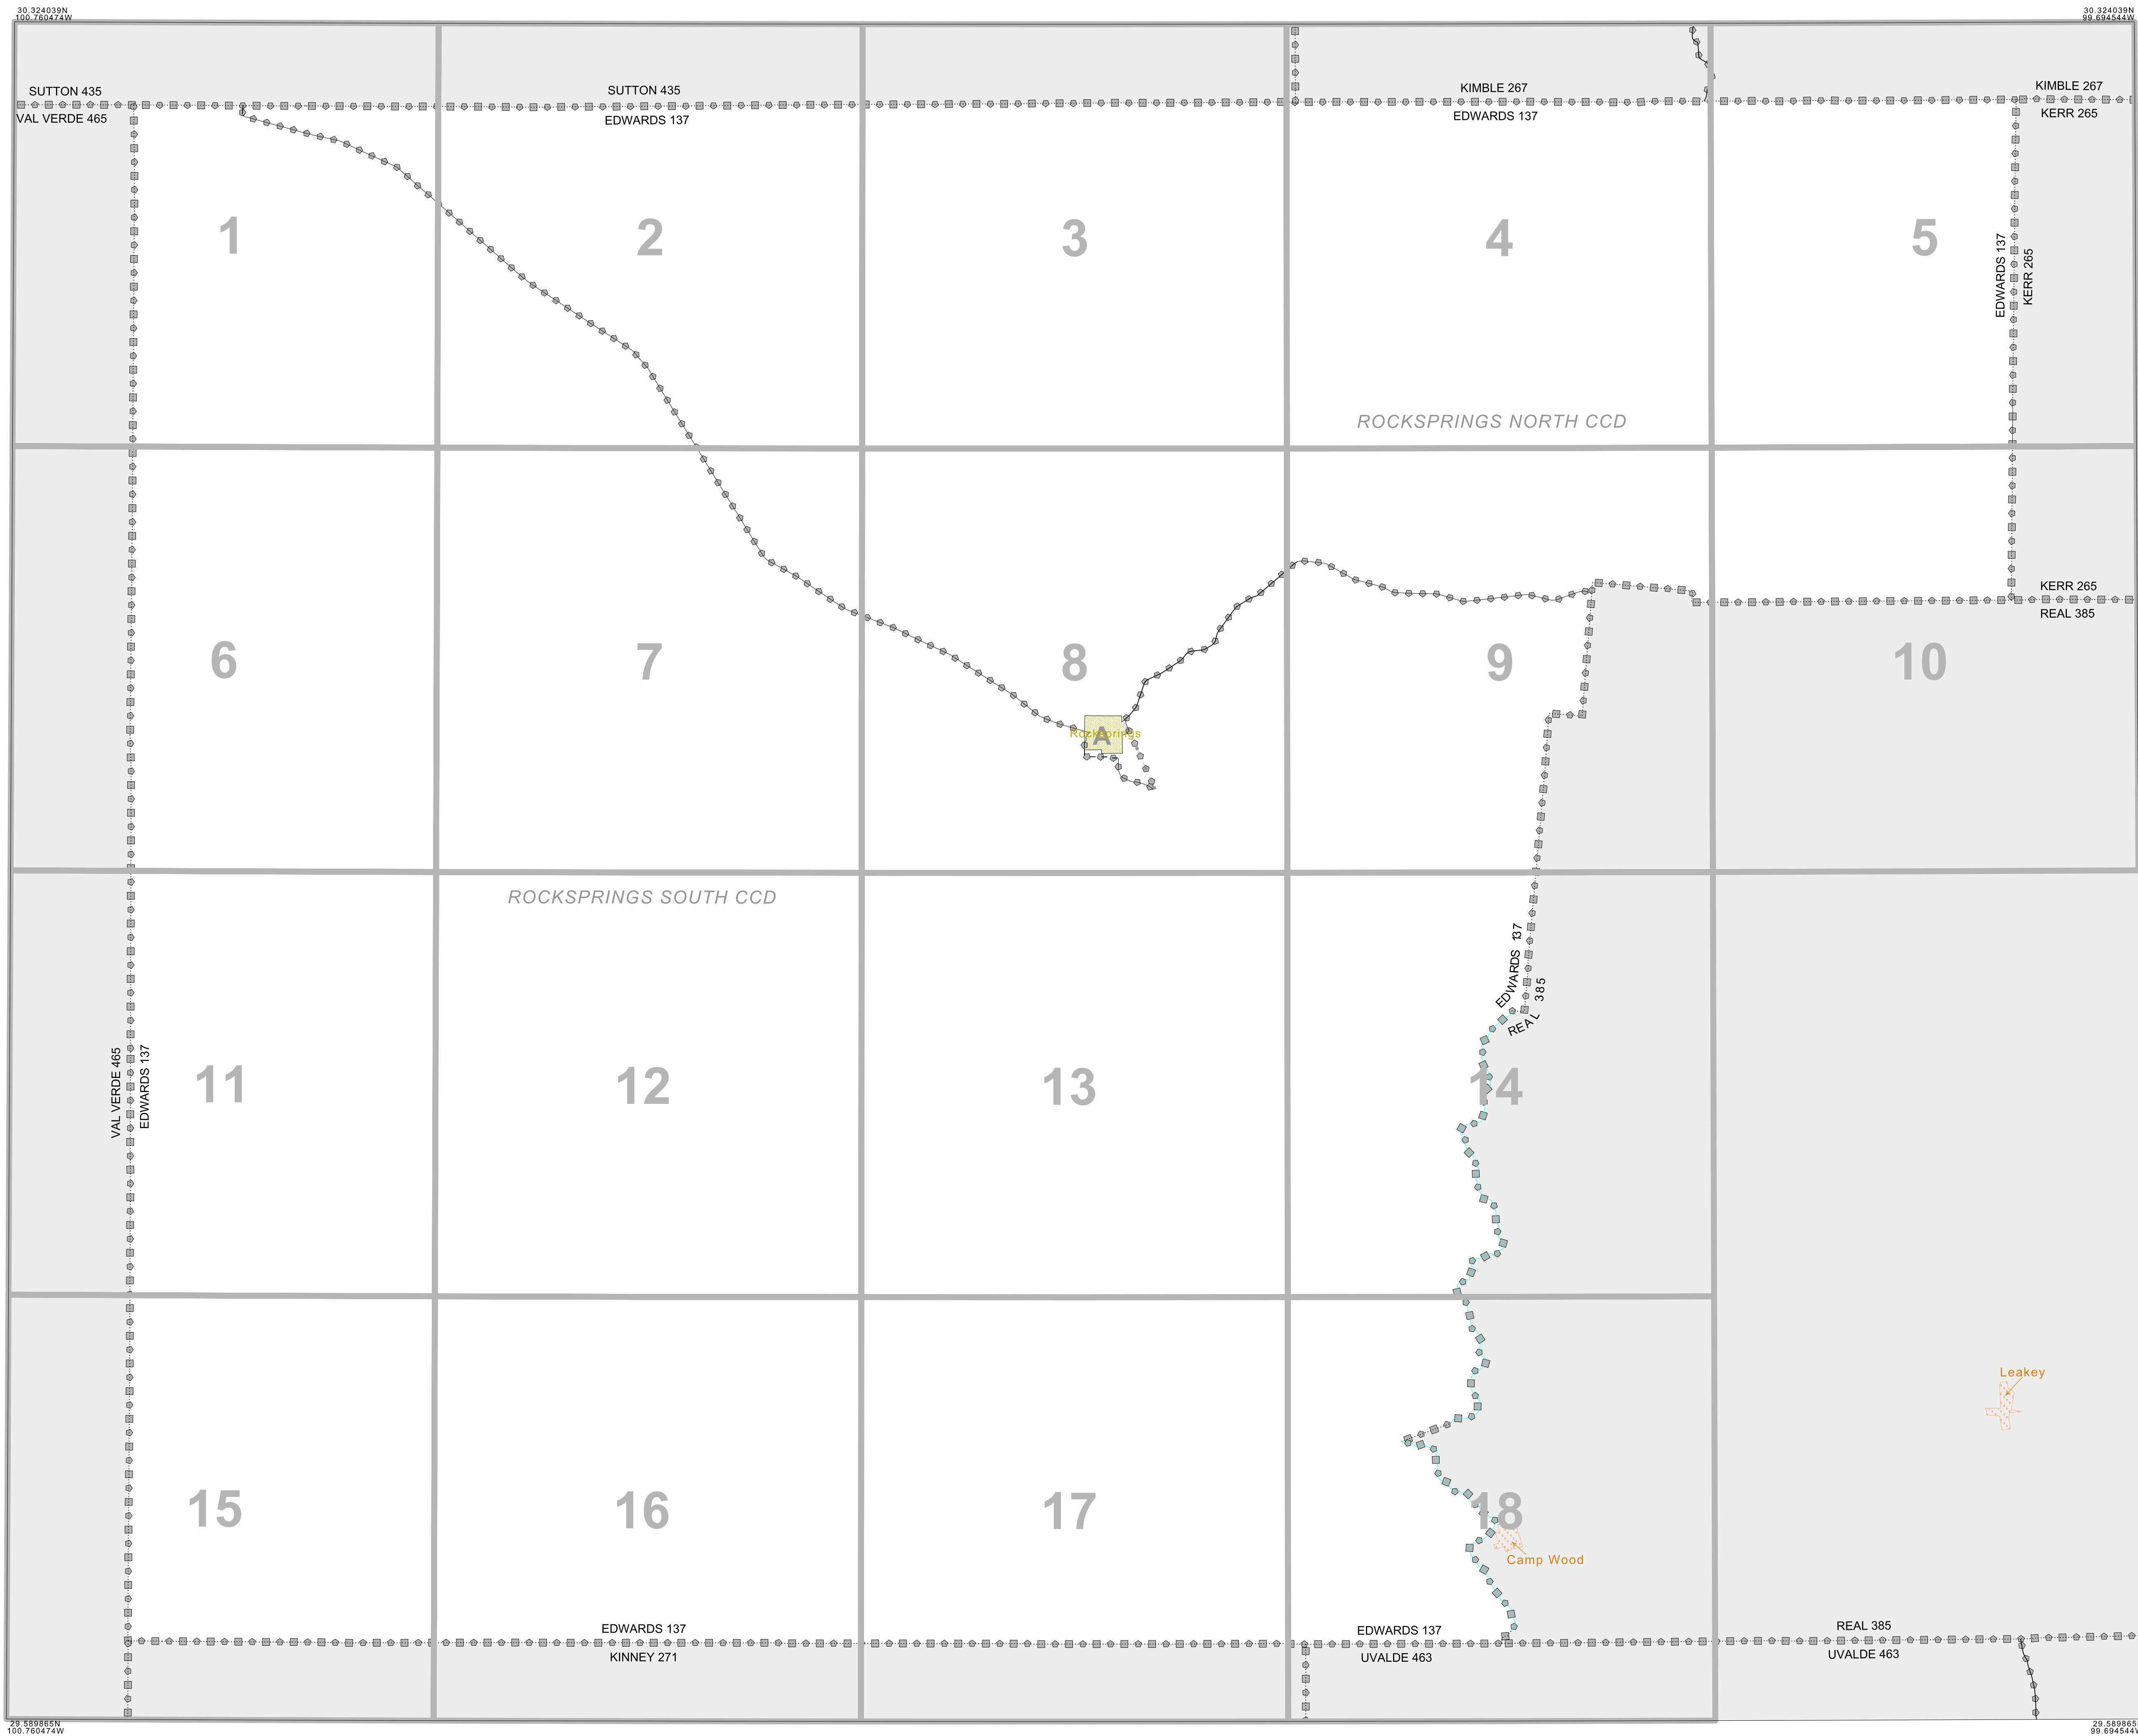 30.324039N
100.760474W
30.324039N
99.694544W
SUTTON 435
VAL VERDE 465
SUTTON 435
EDWARDS 137
KIMBLE 267
EDWARDS 137
KIMBLE 267
KERR 265
1
2
3
4
5
EDWARDS 137
KERR 265
ROCKSPRINGS NORTH CCD
KERR 265
REAL 385
6
7
8
9
10
A
Rocksprings
ROCKSPRINGS SOUTH CCD
EDWARDS 137
REAL 385
VAL VERDE 465
EDWARDS 137
11
12
13
14
Leakey
15
16
17
18
Camp Wood
EDWARDS 137
KINNEY 271
EDWARDS 137
UVALDE 463
REAL 385
UVALDE 463
29.589865N
100.760474W
29.589865N
99.694544W